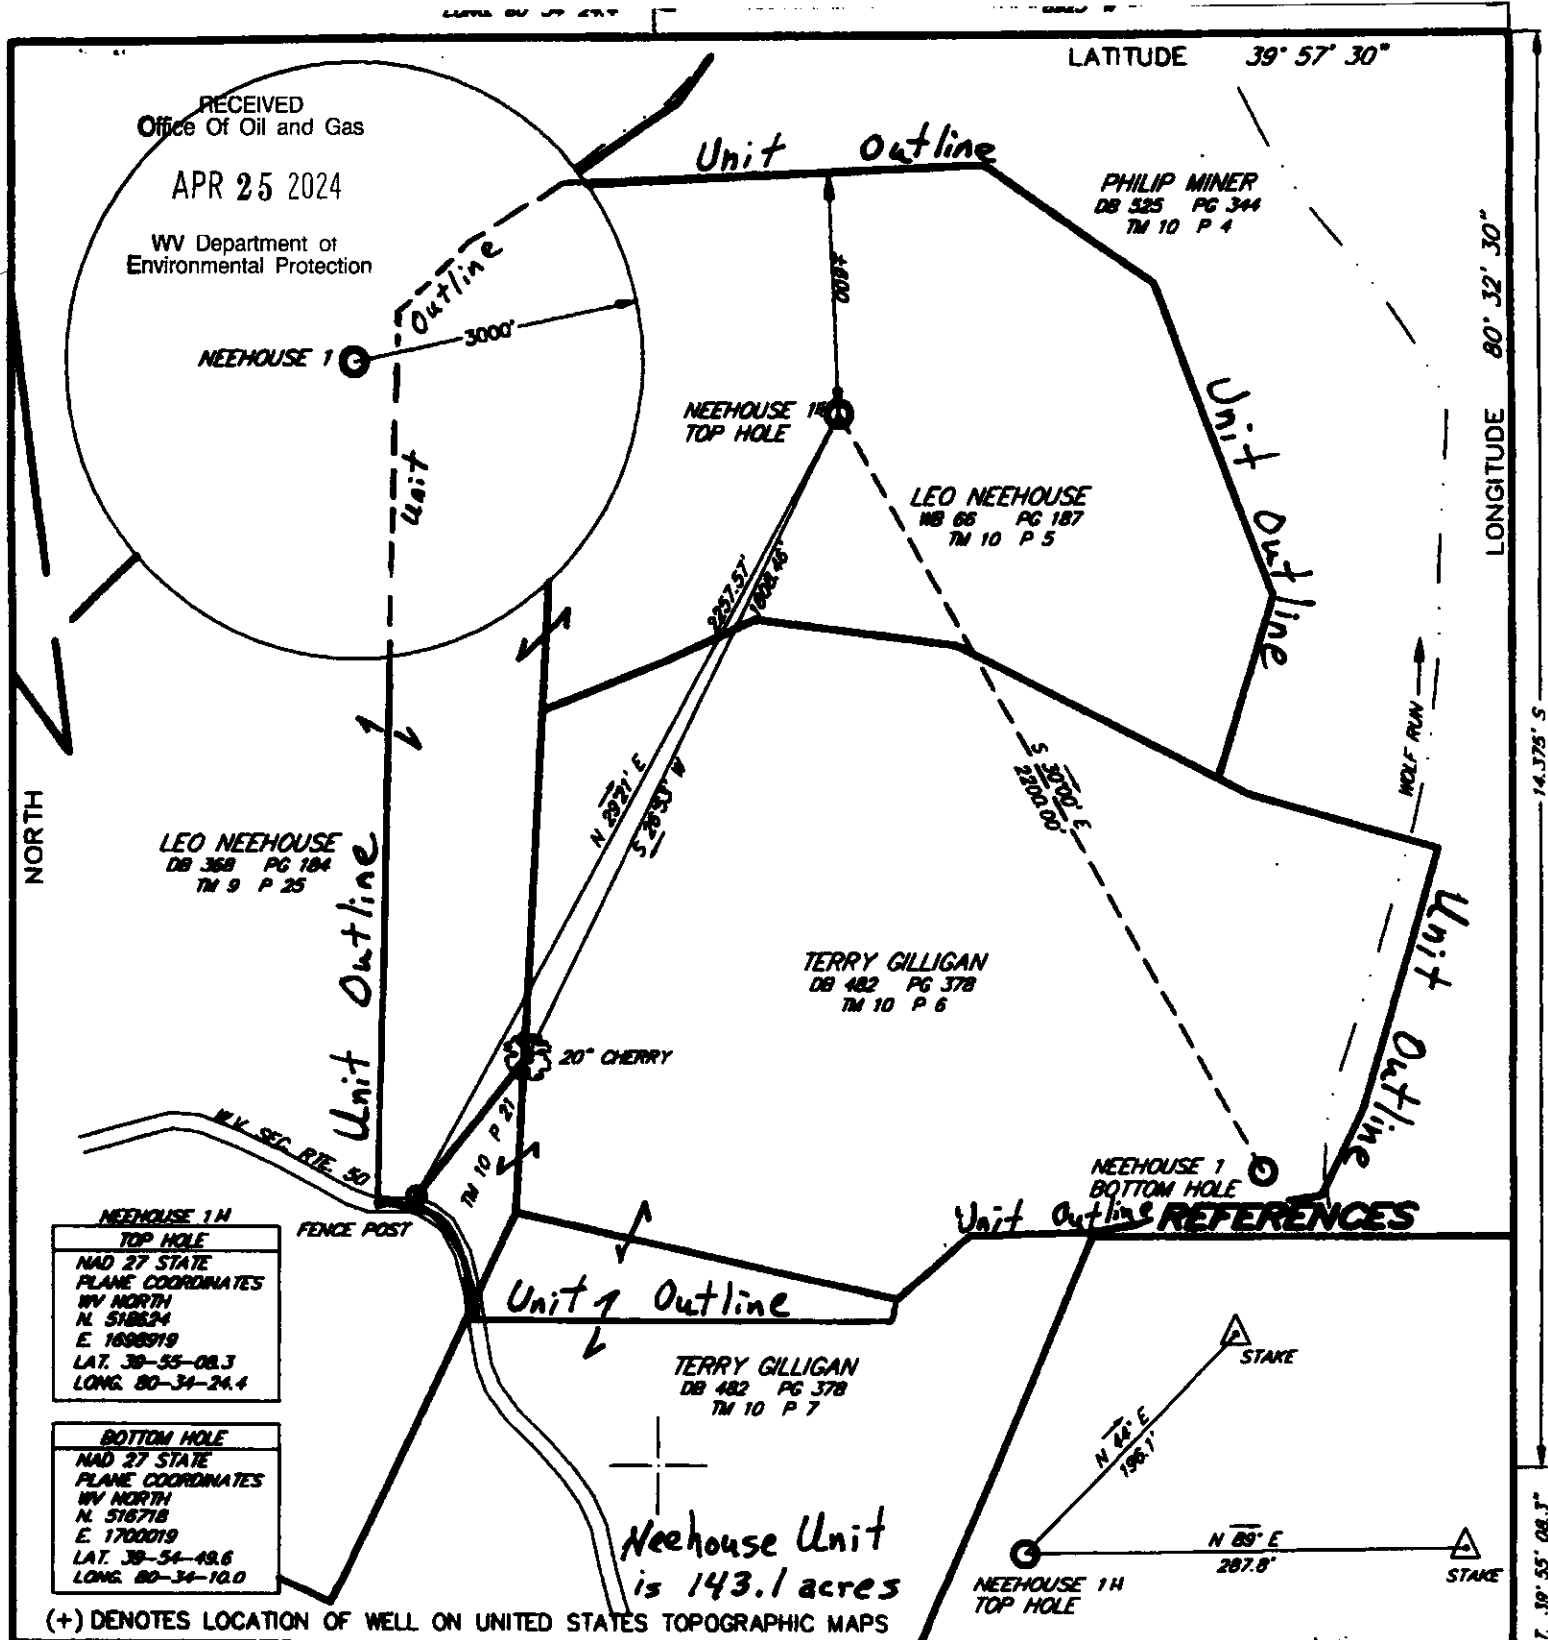 LATITUDE 39° 57' 30"
RECEIVED
Office Of Oil and Gas
APR 25 2024
WV Department of
Environmental Protection
Unit Outline
PHILIP MINER
DB 525 PG 344
TM 10 P 4
LONGITUDE 80° 32' 30"
Outline
Unit
3000'
NEEHOUSE 1
±600
NEEHOUSE 1H
TOP HOLE
LEO NEEHOUSE
WB 66 PG 187
TM 10 P 5
Unit Outline
2257.57'
1808.46'
WOLF RUN
14.375' S
N 29°21' E
S 26°53' W
S 30°00' E
2200.00'
NORTH
LEO NEEHOUSE
DB 368 PG 184
TM 9 P 25
Unit Outline
TERRY GILLIGAN
DB 482 PG 378
TM 10 P 6
Unit Outline
20" CHERRY
TM 10 P 21
W.V. SEC. RTE. 50
FENCE POST
NEEHOUSE 1
BOTTOM HOLE
Unit Outline
REFERENCES
NEEHOUSE 1H
TOP HOLE
NAD 27 STATE
PLANE COORDINATES
WV NORTH
N. 518624
E. 1698919
LAT. 39-55-08.3
LONG. 80-34-24.4
Unit Outline
TERRY GILLIGAN
DB 482 PG 378
TM 10 P 7
STAKE
N 44° E
196.1'
BOTTOM HOLE
NAD 27 STATE
PLANE COORDINATES
WV NORTH
N. 516718
E. 1700019
LAT. 39-54-49.6
LONG. 80-34-10.0
Neehouse Unit
is 143.1 acres
N 89° E
287.8'
STAKE
NEEHOUSE 1H
TOP HOLE
39° 55' 08.3"
(+) DENOTES LOCATION OF WELL ON UNITED STATES TOPOGRAPHIC MAPS